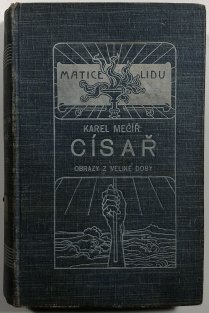 MATICE LIDU
KAREL MEČÍŘ
CÍSAŘ
OBRAZY Z VELIKÉ DOBY